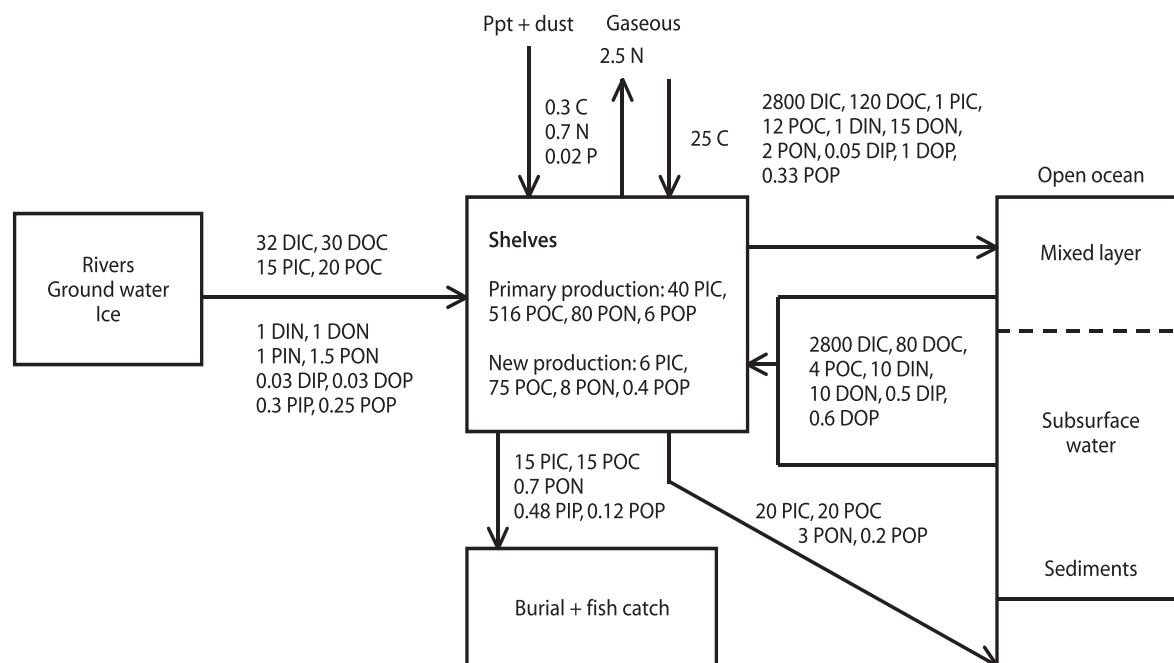 Ppt + dust
Gaseous
2.5 N
0.3 C
0.7 N
0.02 P
25 C
2800 DIC, 120 DOC, 1 PIC,
12 POC, 1 DIN, 15 DON,
2 PON, 0.05 DIP, 1 DOP,
0.33 POP
Open ocean
Rivers
Ground water
Ice
32 DIC, 30 DOC
15 PIC, 20 POC
1 DIN, 1 DON
1 PIN, 1.5 PON
0.03 DIP, 0.03 DOP
0.3 PIP, 0.25 POP
Shelves
Primary production: 40 PIC,
516 POC, 80 PON, 6 POP
New production: 6 PIC,
75 POC, 8 PON, 0.4 POP
Mixed layer
2800 DIC, 80 DOC,
4 POC, 10 DIN,
10 DON, 0.5 DIP,
0.6 DOP
Subsurface
water
15 PIC, 15 POC
0.7 PON
0.48 PIP, 0.12 POP
20 PIC, 20 POC
3 PON, 0.2 POP
Sediments
Burial + fish catch